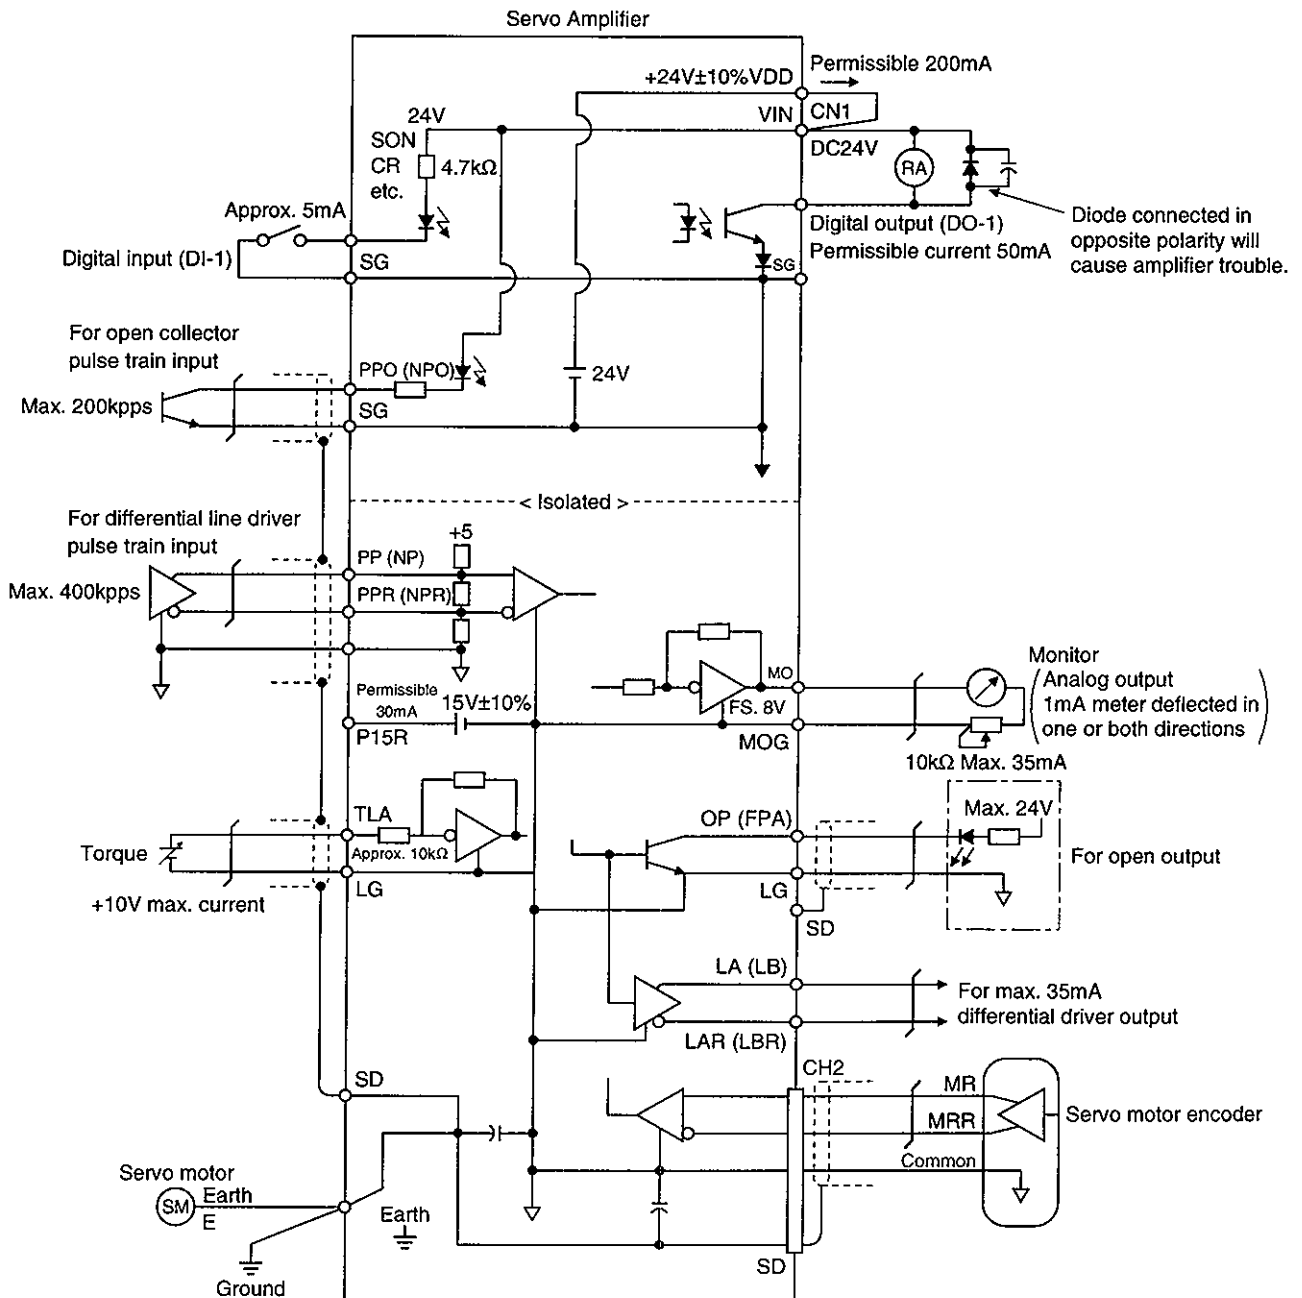 Servo Amplifier
+24V±10%VDD
Permissible 200mA
VIN
CN1
24V
SON
CR
etc.
4.7kΩ
DC24V
RA
Approx. 5mA
Digital input (DI-1)
SG
Digital output (DO-1)
Permissible current 50mA
SG
Diode connected in
opposite polarity will
cause amplifier trouble.
For open collector
pulse train input
PPO (NPO)
24V
Max. 200kpps
SG
< Isolated >
For differential line driver
pulse train input
+5
PP (NP)
Max. 400kpps
PPR (NPR)
MO
FS. 8V
MOG
Monitor
Analog output
1mA meter deflected in
one or both directions
10kΩ Max. 35mA
Permissible
30mA
15V±10%
P15R
TLA
Approx. 10kΩ
Torque
LG
+10V max. current
OP (FPA)
LG
SD
Max. 24V
For open output
LA (LB)
LAR (LBR)
For max. 35mA
differential driver output
SD
CH2
MR
MRR
Common
Servo motor encoder
Servo motor
SM
Earth
E
Earth
Ground
SD